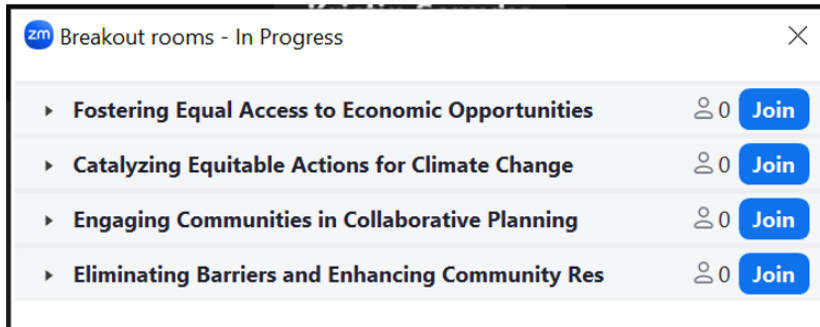 zm Breakout rooms - In Progress
Fostering Equal Access to Economic Opportunities 0 Join
Catalyzing Equitable Actions for Climate Change 0 Join
Engaging Communities in Collaborative Planning 0 Join
Eliminating Barriers and Enhancing Community Res 0 Join